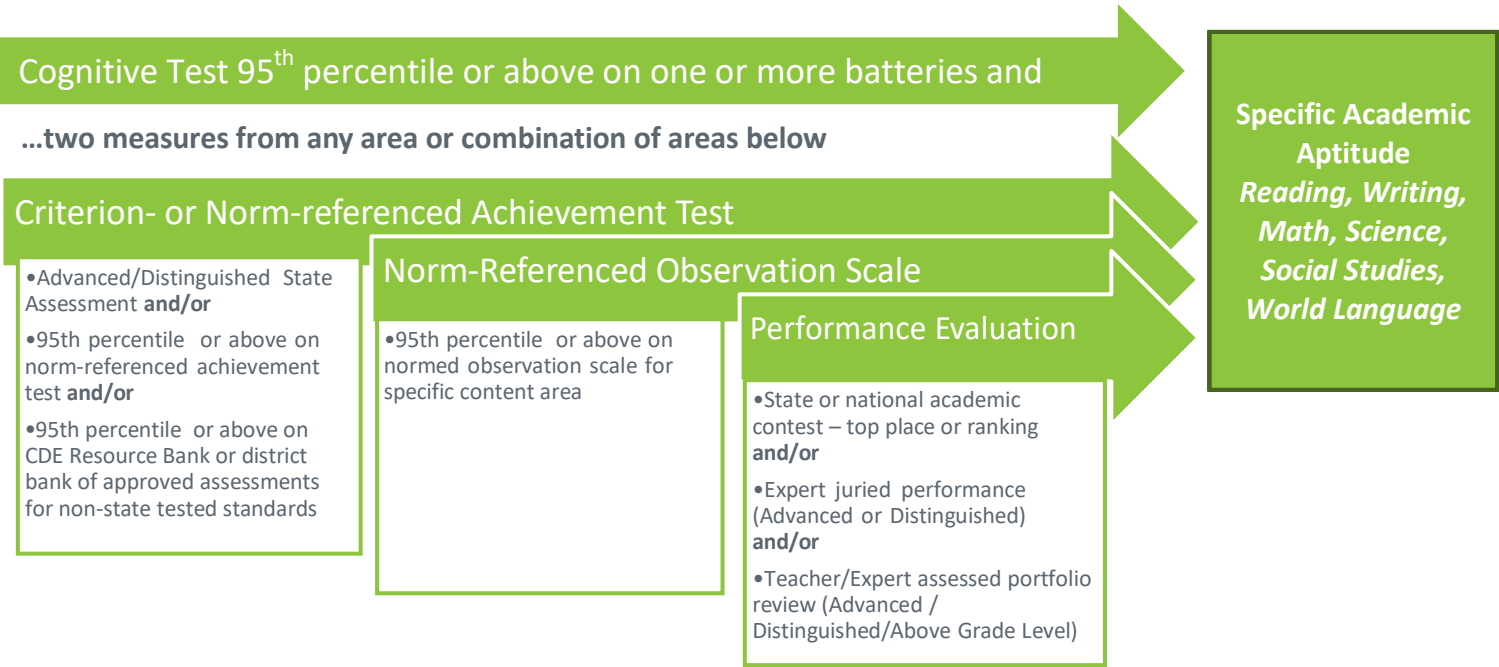 Cognitive Test 95th percentile or above on one or more batteries and
…two measures from any area or combination of areas below
Criterion- or Norm-referenced Achievement Test
•Advanced/Distinguished State
Assessment and/or
•95th percentile or above on
norm-referenced achievement
test and/or
•95th percentile or above on
CDE Resource Bank or district
bank of approved assessments
for non-state tested standards
Norm-Referenced Observation Scale
•95th percentile or above on
normed observation scale for
specific content area
Performance Evaluation
•State or national academic
contest – top place or ranking
and/or
•Expert juried performance
(Advanced or Distinguished)
and/or
•Teacher/Expert assessed portfolio
review (Advanced /
Distinguished/Above Grade Level)
Specific Academic
Aptitude
Reading, Writing,
Math, Science,
Social Studies,
World Language